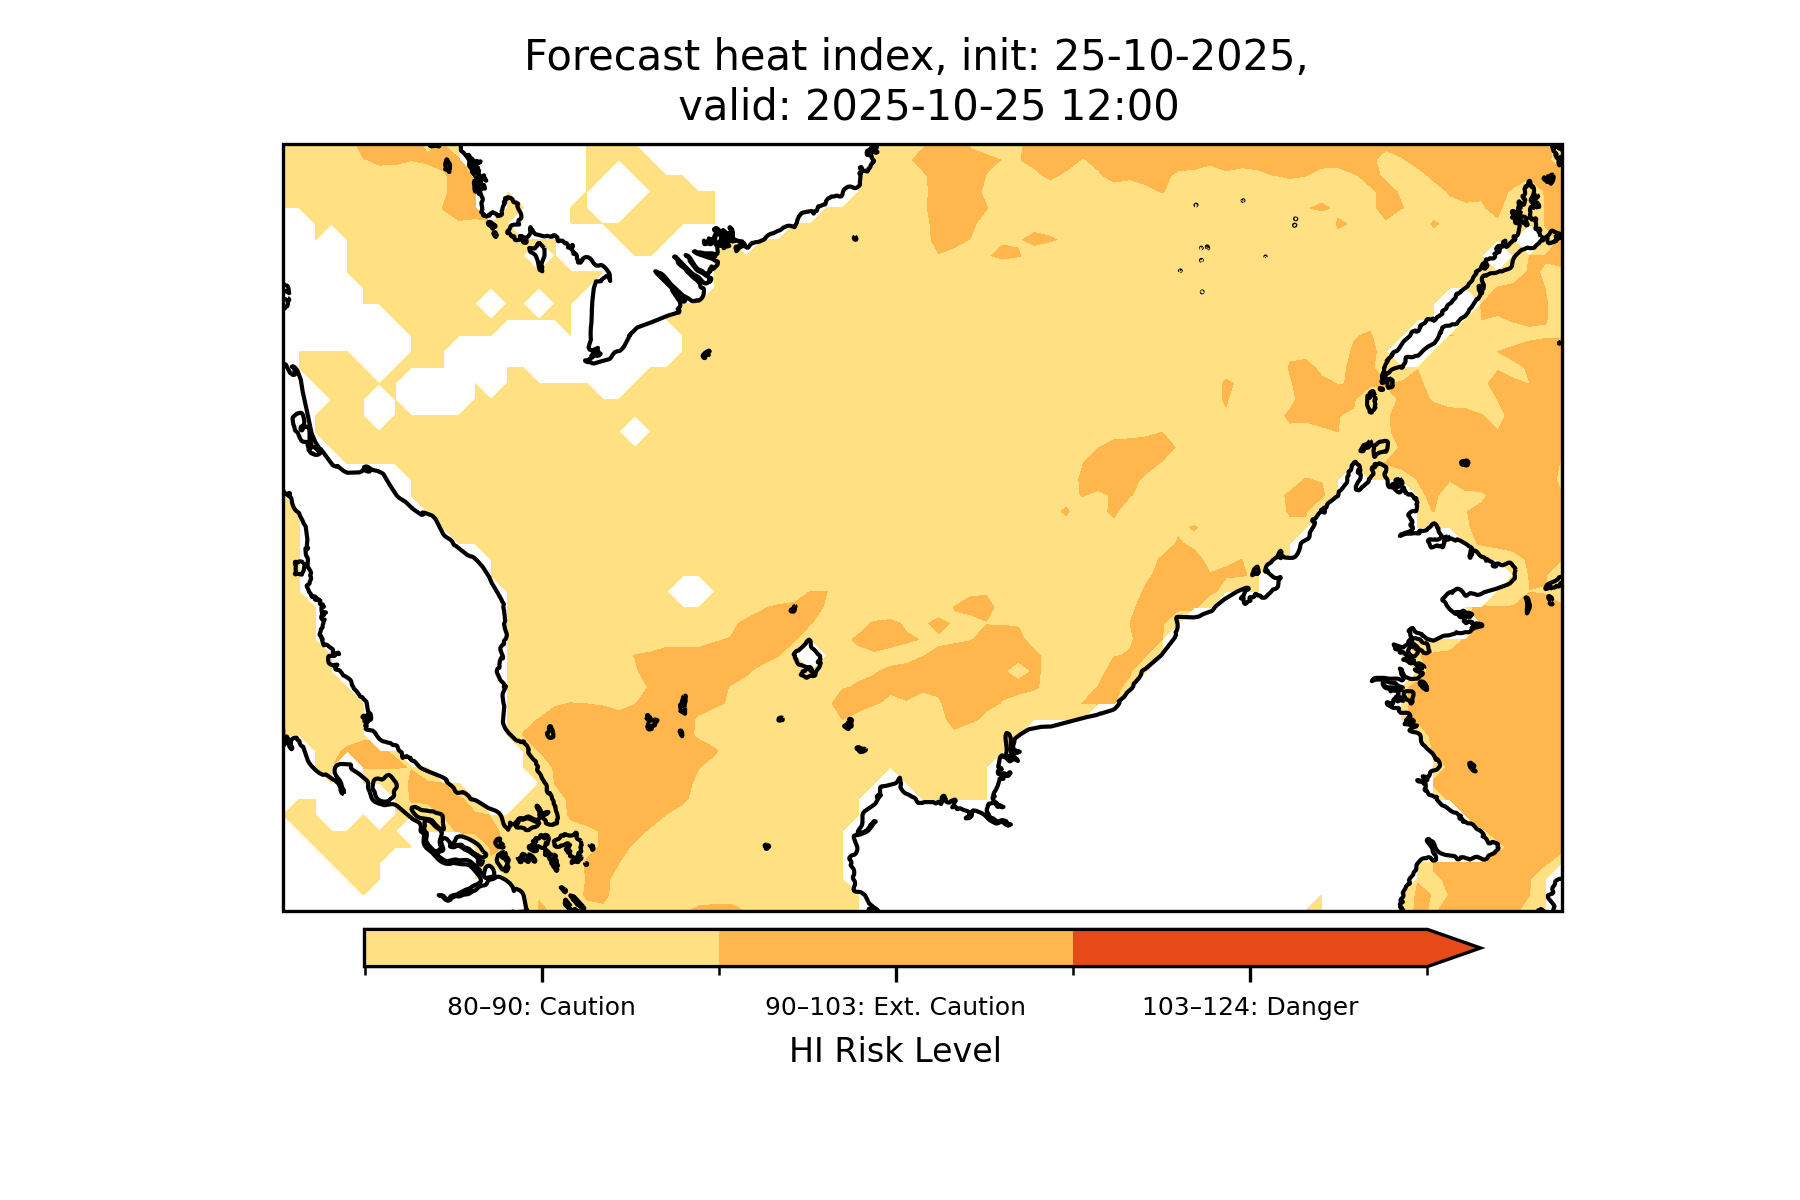 Forecast heat index, init: 25-10-2025,
valid: 2025-10-25 12:00
80–90: Caution
90–103: Ext. Caution
103–124: Danger
HI Risk Level